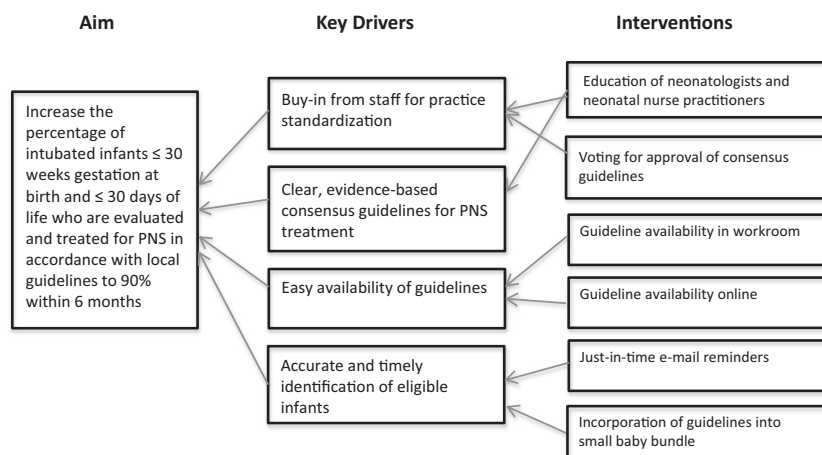 Aim
Key Drivers
Interventions
Increase the
percentage of
intubated infants ≤ 30
weeks gestation at
birth and ≤ 30 days of
life who are evaluated
and treated for PNS in
accordance with local
guidelines to 90%
within 6 months
Buy-in from staff for practice
standardization
Clear, evidence-based
consensus guidelines for PNS
treatment
Easy availability of guidelines
Accurate and timely
identification of eligible
infants
Education of neonatologists and
neonatal nurse practitioners
Voting for approval of consensus
guidelines
Guideline availability in workroom
Guideline availability online
Just-in-time e-mail reminders
Incorporation of guidelines into
small baby bundle